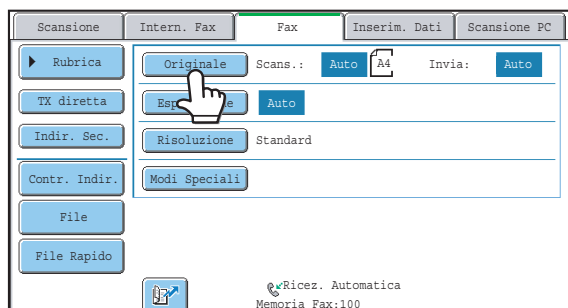 Scansione Intern. Fax Fax Inserim. Dati Scansione PC
Rubrica Originale Scans.: Auto A4 Invia: Auto
TX diretta Auto
Indir. Sec. Risoluzione Standard
Contr. Indir. Modi Speciali
File
File Rapido
Ricez. Automatica
Memoria Fax:100